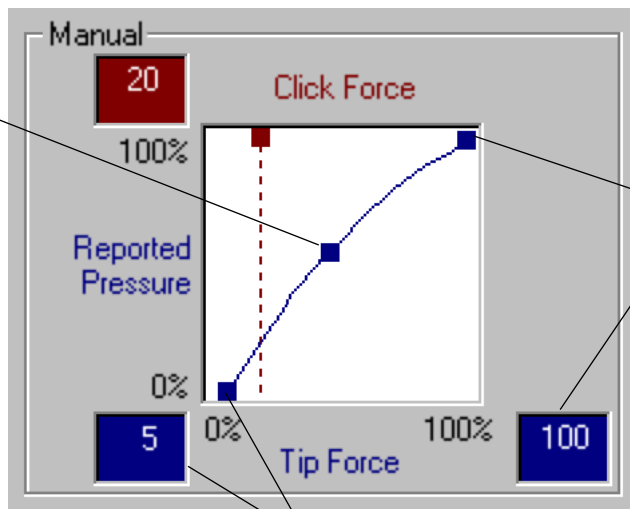 Manual
20
Click Force
100%
Reported
Pressure
0%
5
0%
100%
100
Tip Force